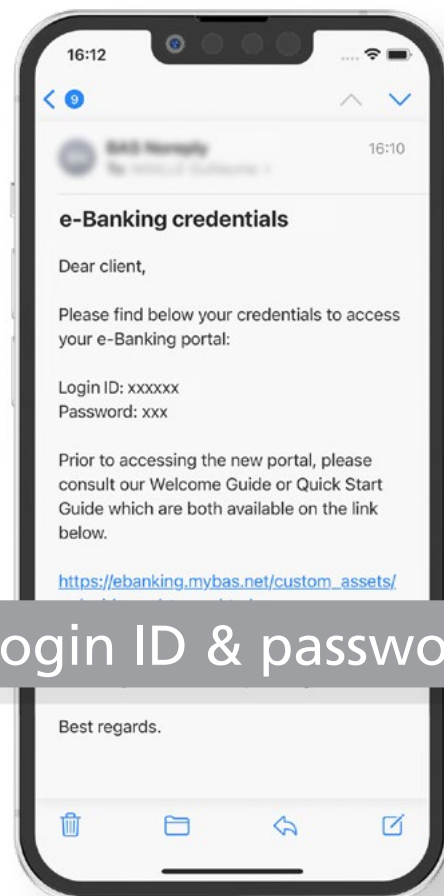 16:12
9
16:10
e-Banking credentials
Dear client,
Please find below your credentials to access
your e-Banking portal:
Login ID: xxxxxx
Password: xxx
Prior to accessing the new portal, please
consult our Welcome Guide or Quick Start
Guide which are both available on the link
below.
https://ebanking.mybas.net/custom_assets/
ogin ID & passwo
Best regards.